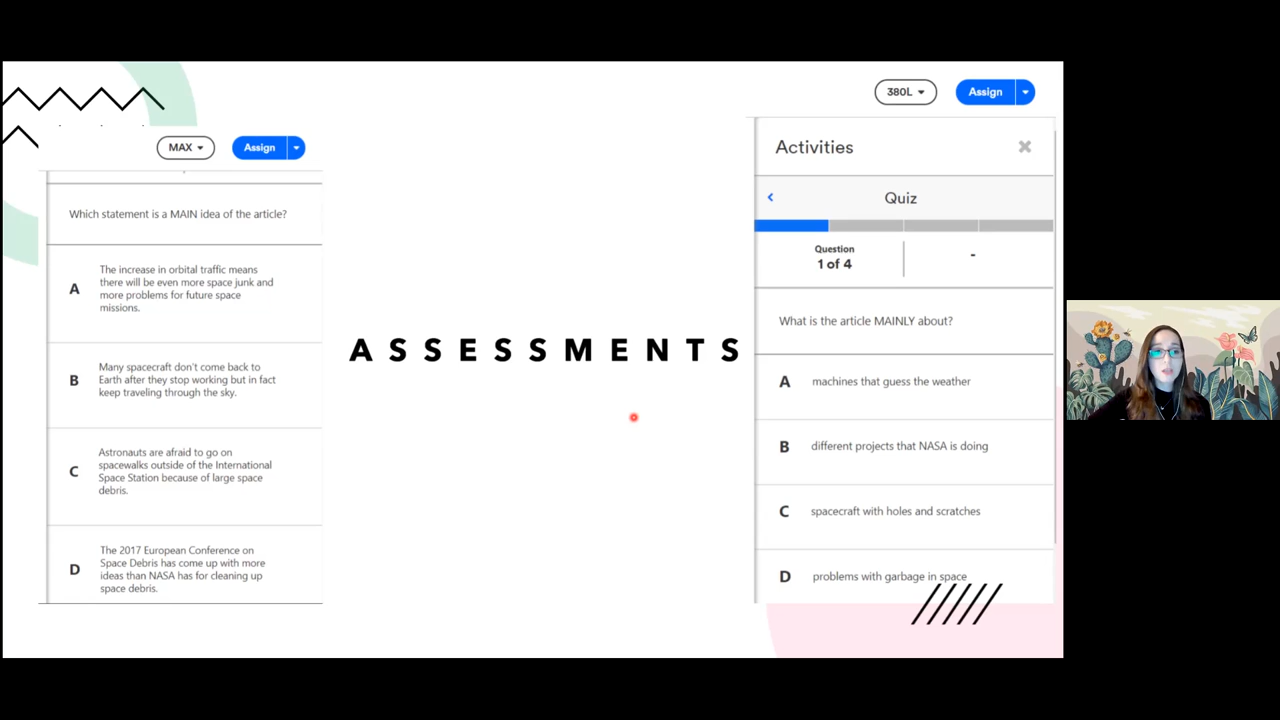 MAX
Assign
Which statement is a MAIN idea of the article?
A
The increase in orbital traffic means
there will be even more space junk and
more problems for future space
missions.
B
Many spacecraft don't come back to
Earth after they stop working but in fact
keep traveling through the sky.
C
Astronauts are afraid to go on
spacewalks outside of the International
Space Station because of large space
debris.
D
The 2017 European Conference on
Space Debris has come up with more
ideas than NASA has for cleaning up
space debris.
ASSESSMENTS
380L
Assign
Activities
Quiz
Question
1 of 4
-
What is the article MAINLY about?
A machines that guess the weather
B different projects that NASA is doing
C spacecraft with holes and scratches
D problems with garbage in space